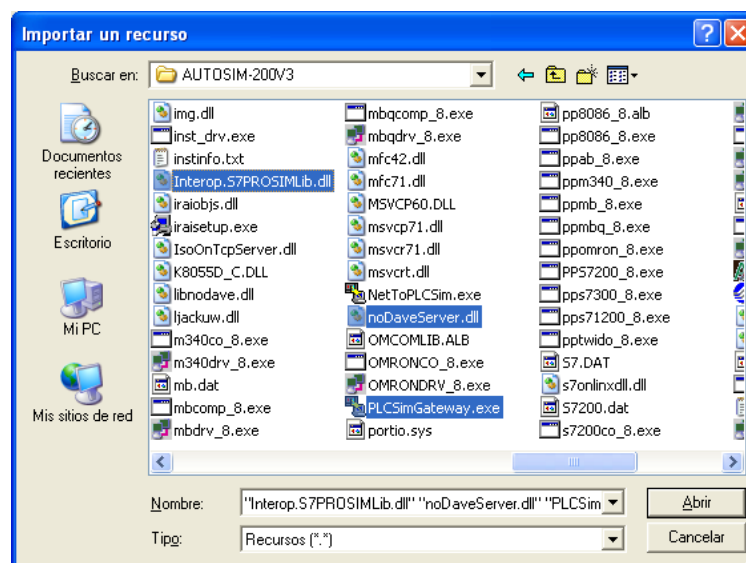 Importar un recurso
Buscar en: AUTOSIM-200V3
Documentos recientes
Escritorio
Mi PC
Mis sitios de red
img.dll
inst_drv.exe
instinfo.txt
Interop.S7PROSIMLib.dll
iraiobjs.dll
iraisetup.exe
IsoOnTcpServer.dll
K8055D_C.DLL
libnodave.dll
ljackuw.dll
m340co_8.exe
m340drv_8.exe
mb.dat
mbcomp_8.exe
mbdrv_8.exe
mbqcomp_8.exe
mbqdrv_8.exe
mfc42.dll
mfc71.dll
MSVCP60.DLL
msvcp71.dll
msvcr71.dll
msvcrt.dll
NetToPLCSim.exe
noDaveServer.dll
OMCOMLIB.ALB
OMRONCO_8.exe
OMRONDRV_8.exe
PLCSimGateway.exe
portio.sys
pp8086_8.alb
pp8086_8.exe
ppab_8.exe
ppm340_8.exe
ppmb_8.exe
ppmbq_8.exe
ppomron_8.exe
PPS7200_8.exe
pps7300_8.exe
pps71200_8.exe
pptwido_8.exe
S7.DAT
s7onlinxdll.dll
S7200.dat
s7200co_8.exe
Nombre: "Interop.S7PROSIMLib.dll" "noDaveServer.dll" "PLCSim
Abrir
Tipo: Recursos (*.*)
Cancelar